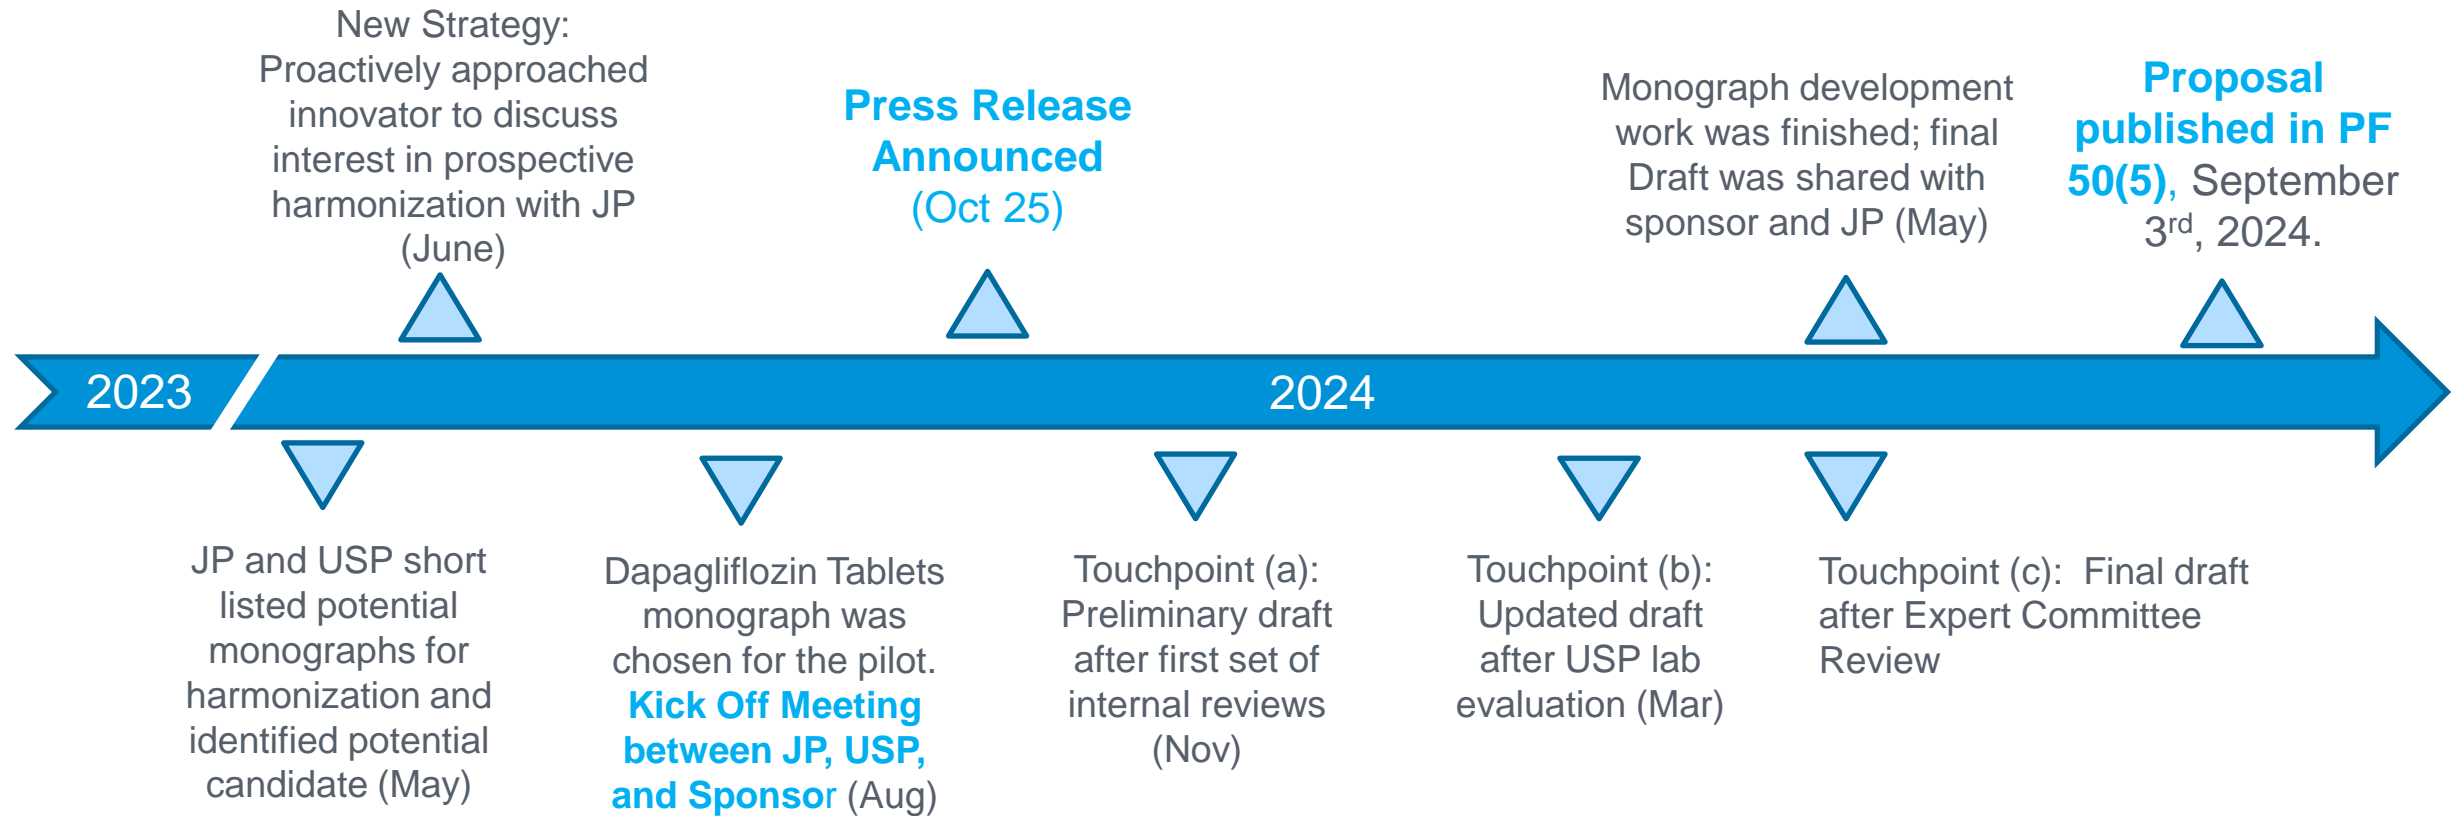 New Strategy:
Proactively approached
innovator to discuss
interest in prospective
harmonization with JP
(June)
Press Release
Announced
(Oct 25)
Monograph development
work was finished; final
Draft was shared with
sponsor and JP (May)
Proposal
published in PF
50(5), September
3rd, 2024.
2023
2024
JP and USP short
listed potential
monographs for
harmonization and
identified potential
candidate (May)
Dapagliflozin Tablets
monograph was
chosen for the pilot.
Kick Off Meeting
between JP, USP,
and Sponsor (Aug)
Touchpoint (a):
Preliminary draft
after first set of
internal reviews
(Nov)
Touchpoint (b):
Updated draft
after USP lab
evaluation (Mar)
Touchpoint (c):  Final draft
after Expert Committee
Review